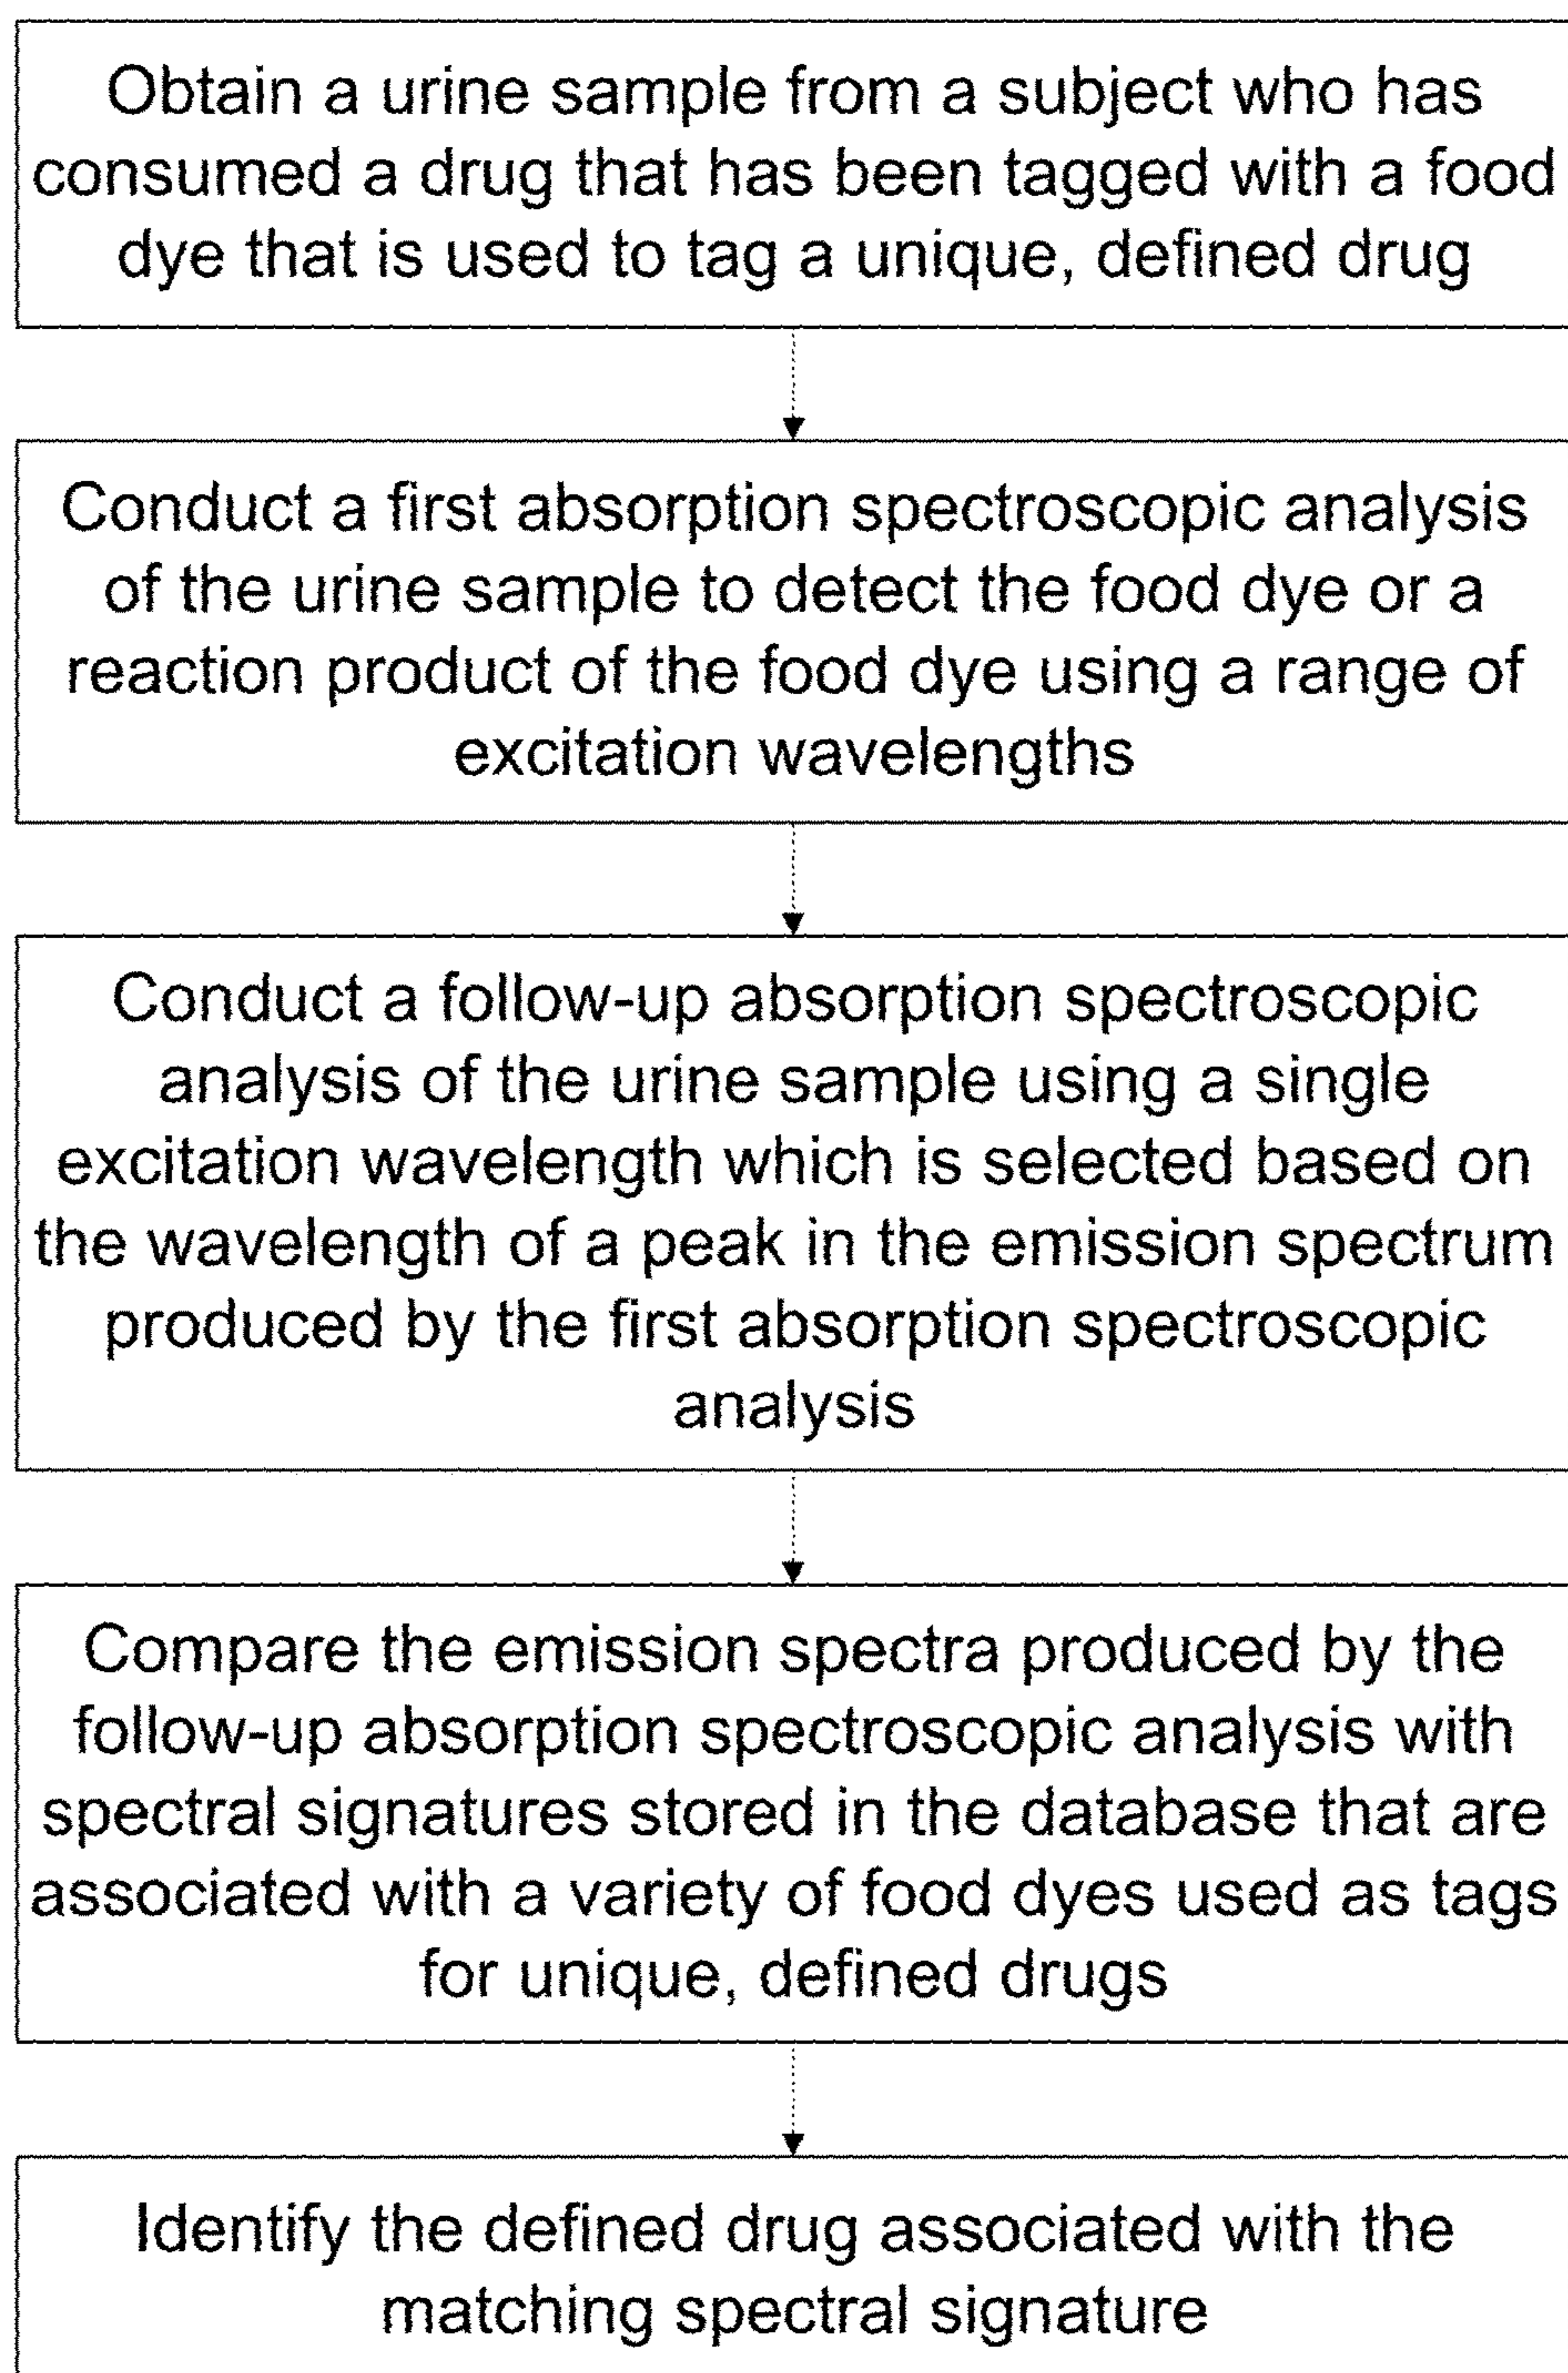 Obtain a urine sample from a subject who has
consumed a drug that has been tagged with a food
dye that is used to tag a unique, defined drug
Conduct a first absorption spectroscopic analysis
of the urine sample to detect the food dye or a
reaction product of the food dye using a range of
excitation wavelengths
Conduct a follow-up absorption spectroscopic
analysis of the urine sample using a single
excitation wavelength which is selected based on
the wavelength of a peak in the emission spectrum
produced by the first absorption spectroscopic
analysis
Compare the emission spectra produced by the
follow-up absorption spectroscopic analysis with
spectral signatures stored in the database that are
associated with a variety of food dyes used as tags
for unique, defined drugs
Identify the defined drug associated with the
matching spectral signature